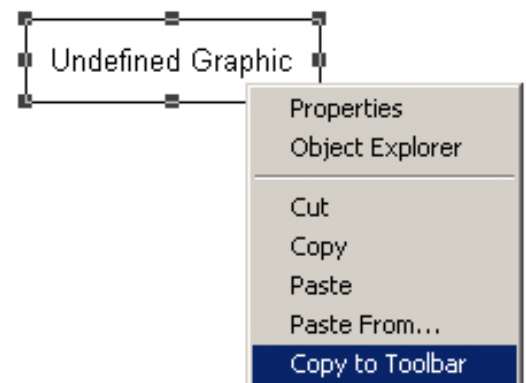 Undefined Graphic
Properties
Object Explorer
Cut
Copy
Paste
Paste From...
Copy to Toolbar